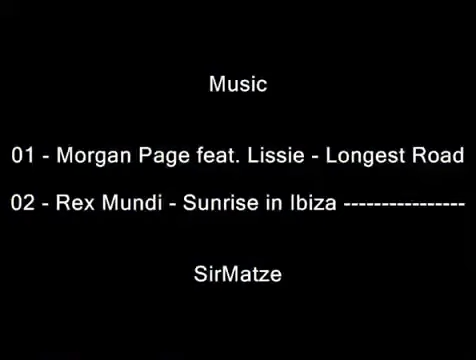 Music
01 - Morgan Page feat. Lissie - Longest Road
02 - Rex Mundi - Sunrise in Ibiza ----------------
SirMatze